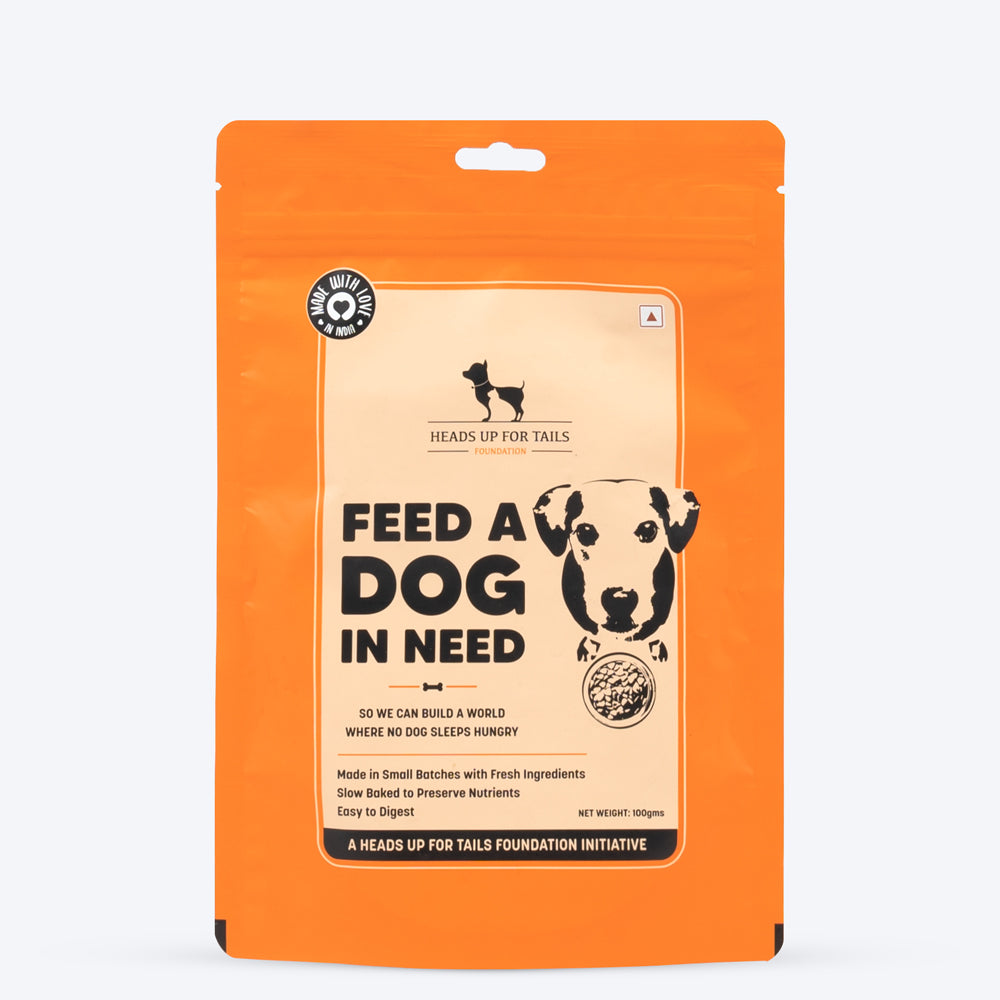 MADE WITH LOVE
IN INDIA
HEADS UP FOR TAILS
FOUNDATION
FEED A
DOG
IN NEED
SO WE CAN BUILD A WORLD
WHERE NO DOG SLEEPS HUNGRY
Made in Small Batches with Fresh Ingredients
Slow Baked to Preserve Nutrients
Easy to Digest
NET WEIGHT: 100gms
A HEADS UP FOR TAILS FOUNDATION INITIATIVE